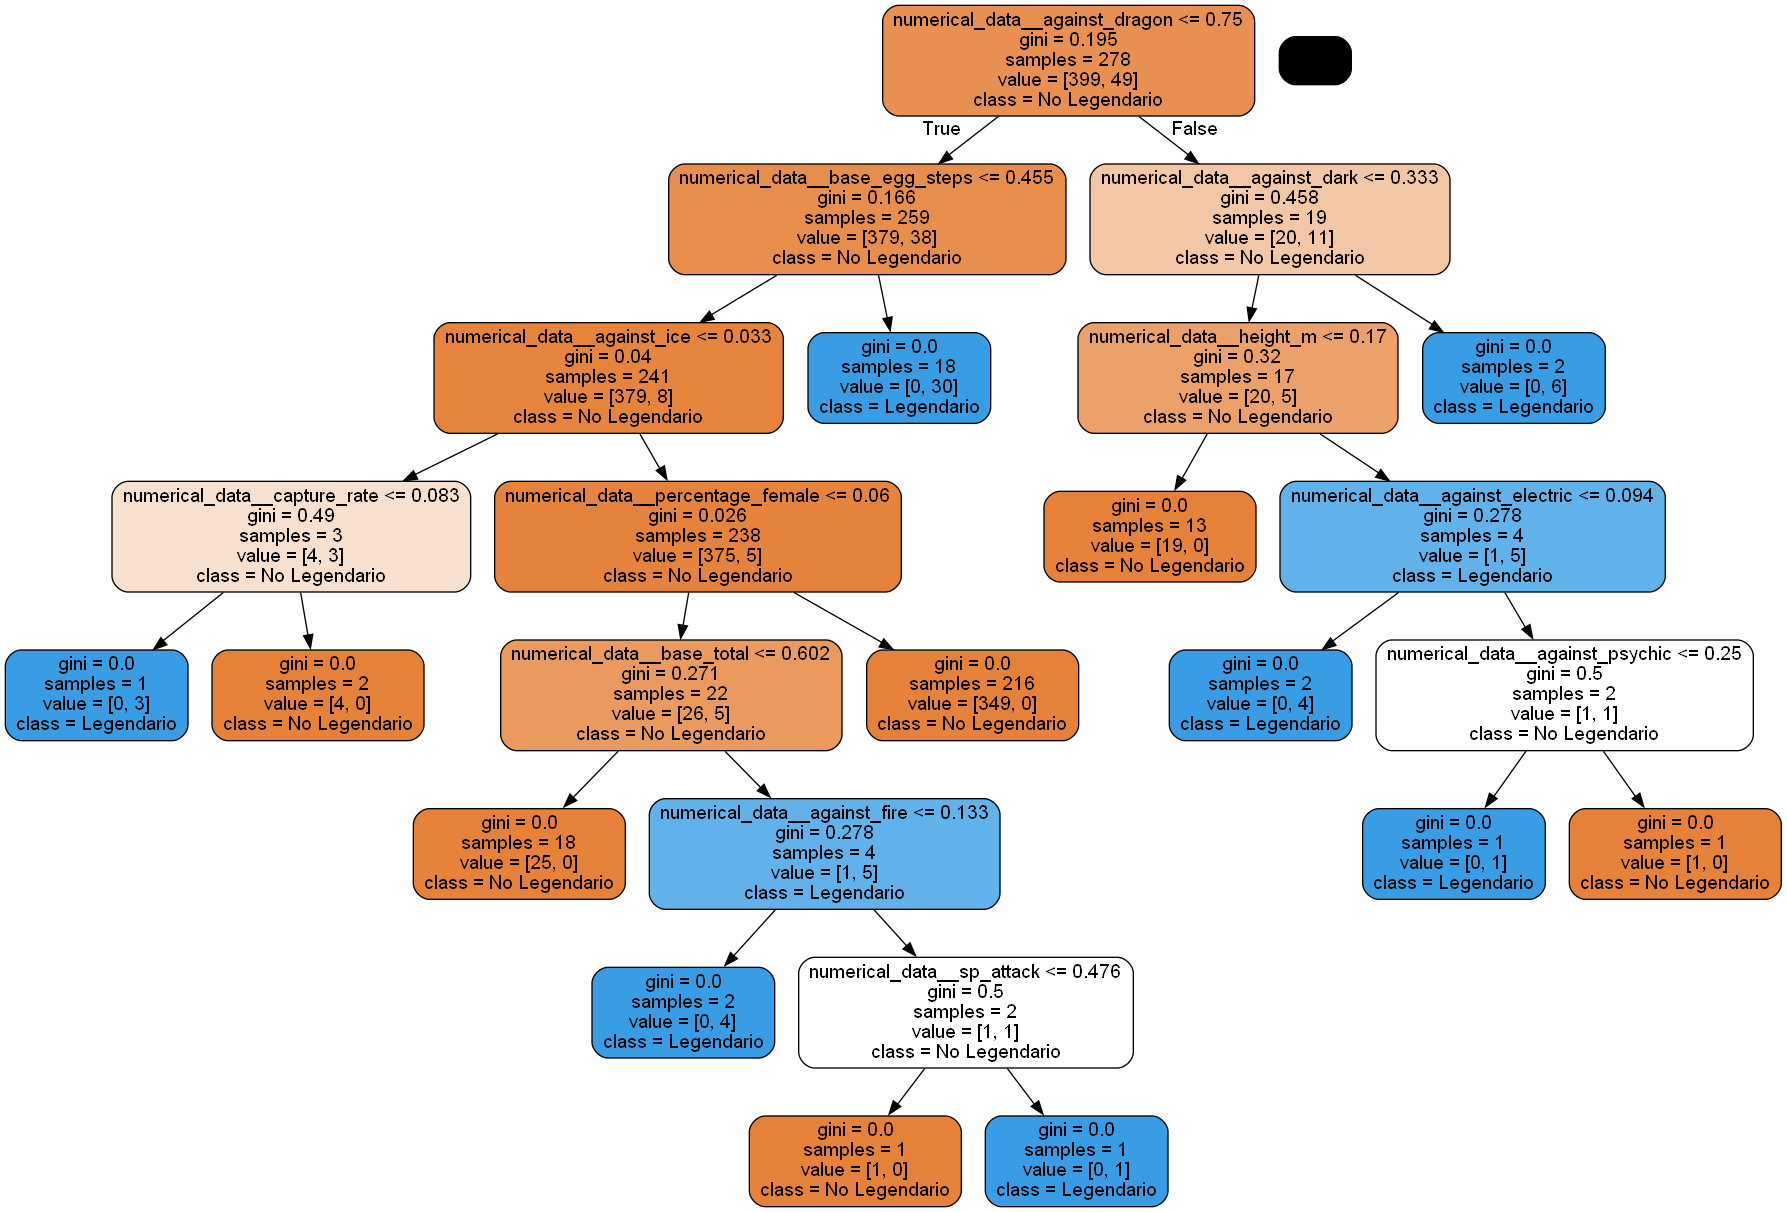 numerical_data__against_dragon <= 0.75
gini = 0.195
samples = 278
value = [399, 49]
class = No Legendario
True
False
numerical_data__base_egg_steps <= 0.455
gini = 0.166
samples = 259
value = [379, 38]
class = No Legendario
numerical_data__against_dark <= 0.333
gini = 0.458
samples = 19
value = [20, 11]
class = No Legendario
numerical_data__against_ice <= 0.033
gini = 0.04
samples = 241
value = [379, 8]
class = No Legendario
gini = 0.0
samples = 18
value = [0, 30]
class = Legendario
numerical_data__height_m <= 0.17
gini = 0.32
samples = 17
value = [20, 5]
class = No Legendario
gini = 0.0
samples = 2
value = [0, 6]
class = Legendario
numerical_data__capture_rate <= 0.083
gini = 0.49
samples = 3
value = [4, 3]
class = No Legendario
numerical_data__percentage_female <= 0.06
gini = 0.026
samples = 238
value = [375, 5]
class = No Legendario
gini = 0.0
samples = 13
value = [19, 0]
class = No Legendario
numerical_data__against_electric <= 0.094
gini = 0.278
samples = 4
value = [1, 5]
class = Legendario
gini = 0.0
samples = 1
value = [0, 3]
class = Legendario
gini = 0.0
samples = 2
value = [4, 0]
class = No Legendario
numerical_data__base_total <= 0.602
gini = 0.271
samples = 22
value = [26, 5]
class = No Legendario
gini = 0.0
samples = 216
value = [349, 0]
class = No Legendario
gini = 0.0
samples = 2
value = [0, 4]
class = Legendario
numerical_data__against_psychic <= 0.25
gini = 0.5
samples = 2
value = [1, 1]
class = No Legendario
gini = 0.0
samples = 18
value = [25, 0]
class = No Legendario
numerical_data__against_fire <= 0.133
gini = 0.278
samples = 4
value = [1, 5]
class = Legendario
gini = 0.0
samples = 1
value = [0, 1]
class = Legendario
gini = 0.0
samples = 1
value = [1, 0]
class = No Legendario
gini = 0.0
samples = 2
value = [0, 4]
class = Legendario
numerical_data__sp_attack <= 0.476
gini = 0.5
samples = 2
value = [1, 1]
class = No Legendario
gini = 0.0
samples = 1
value = [1, 0]
class = No Legendario
gini = 0.0
samples = 1
value = [0, 1]
class = Legendario